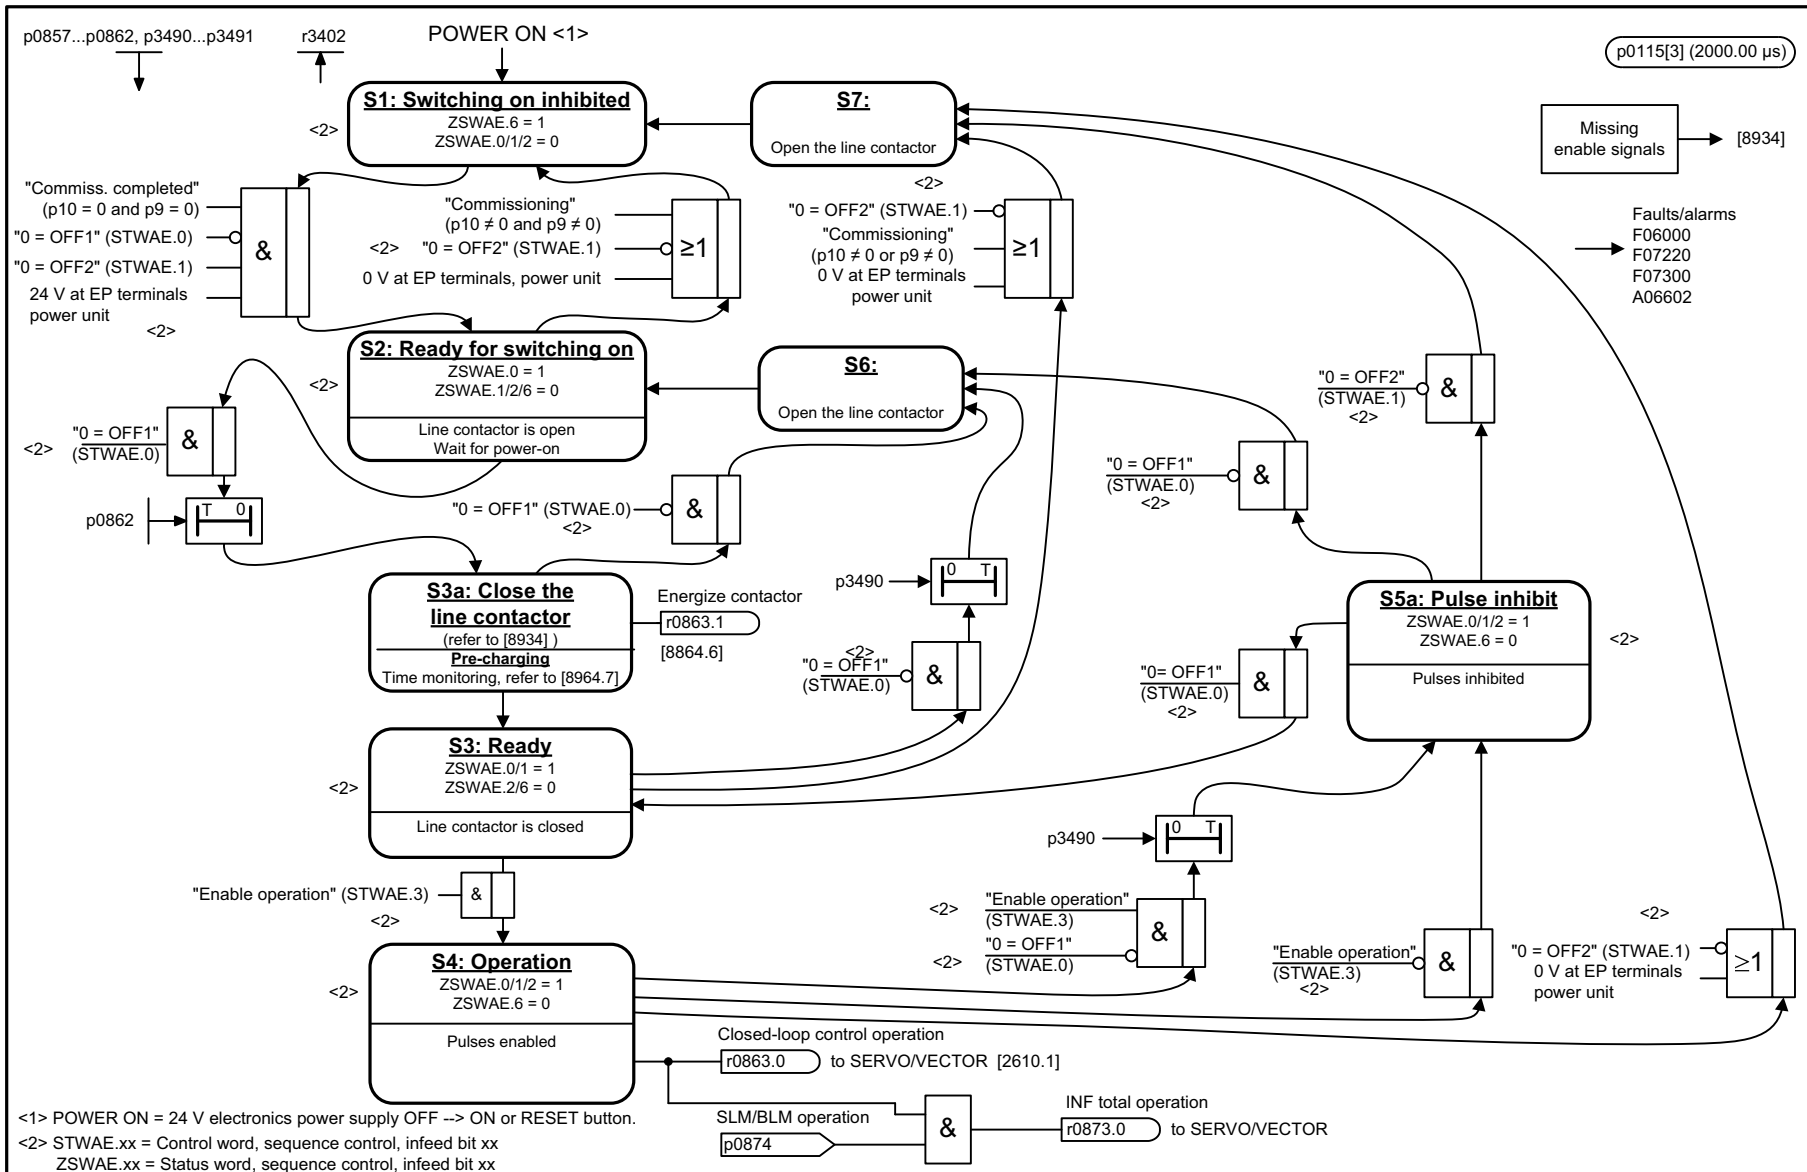 p0857...p0862, p3490...p3491
r3402
POWER ON <1>
p0115[3] (2000.00 µs)
S1: Switching on inhibited
ZSWAE.6 = 1
ZSWAE.0/1/2 = 0
<2>
S7:
Open the line contactor
Missing
enable signals
[8934]
Faults/alarms
F06000
F07220
F07300
A06602
"Commiss. completed"
(p10 = 0 and p9 = 0)
"0 = OFF1" (STWAE.0)
"0 = OFF2" (STWAE.1)
24 V at EP terminals
power unit
<2>
&
"Commissioning"
(p10 ≠ 0 and p9 ≠ 0)
<2> "0 = OFF2" (STWAE.1)
0 V at EP terminals, power unit
≥1
<2>
"0 = OFF2" (STWAE.1)
"Commissioning"
(p10 ≠ 0 or p9 ≠ 0)
0 V at EP terminals
power unit
≥1
S2: Ready for switching on
ZSWAE.0 = 1
ZSWAE.1/2/6 = 0
<2>
Line contactor is open
Wait for power-on
S6:
Open the line contactor
"0 = OFF2"
(STWAE.1)
<2>
&
<2>
"0 = OFF1"
(STWAE.0)
&
p0862
T 0
"0 = OFF1" (STWAE.0)
<2>
&
"0 = OFF1"
(STWAE.0)
<2>
&
S3a: Close the
line contactor
(refer to [8934] )
Pre-charging
Time monitoring, refer to [8964.7]
Energize contactor
r0863.1
[8864.6]
p3490
0 T
<2>
"0 = OFF1"
(STWAE.0)
&
S5a: Pulse inhibit
ZSWAE.0/1/2 = 1
ZSWAE.6 = 0
<2>
Pulses inhibited
"0= OFF1"
(STWAE.0)
<2>
&
S3: Ready
ZSWAE.0/1 = 1
ZSWAE.2/6 = 0
<2>
Line contactor is closed
p3490
0 T
"Enable operation" (STWAE.3)
<2>
&
<2>
"Enable operation"
(STWAE.3)
<2>
"0 = OFF1"
(STWAE.0)
&
"Enable operation"
(STWAE.3)
<2>
&
<2>
"0 = OFF2" (STWAE.1)
0 V at EP terminals
power unit
≥1
S4: Operation
ZSWAE.0/1/2 = 1
ZSWAE.6 = 0
<2>
Pulses enabled
Closed-loop control operation
r0863.0
to SERVO/VECTOR [2610.1]
SLM/BLM operation
p0874
&
INF total operation
r0873.0
to SERVO/VECTOR
<1> POWER ON = 24 V electronics power supply OFF --> ON or RESET button.
<2> STWAE.xx = Control word, sequence control, infeed bit xx
ZSWAE.xx = Status word, sequence control, infeed bit xx